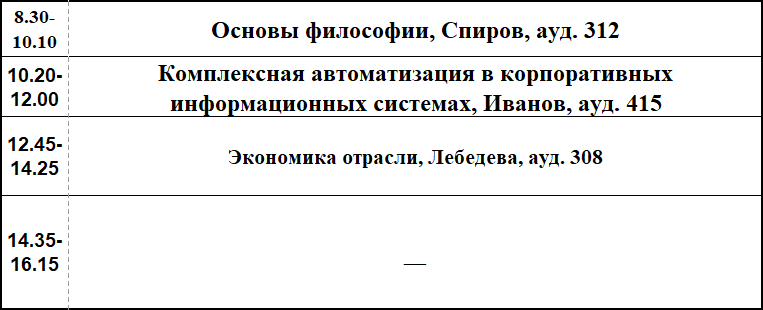 8.30-
10.10
Основы философии, Спиров, ауд. 312
10.20-
12.00
Комплексная автоматизация в корпоративных
информационных системах, Иванов, ауд. 415
12.45-
14.25
Экономика отрасли, Лебедева, ауд. 308
14.35-
16.15
—